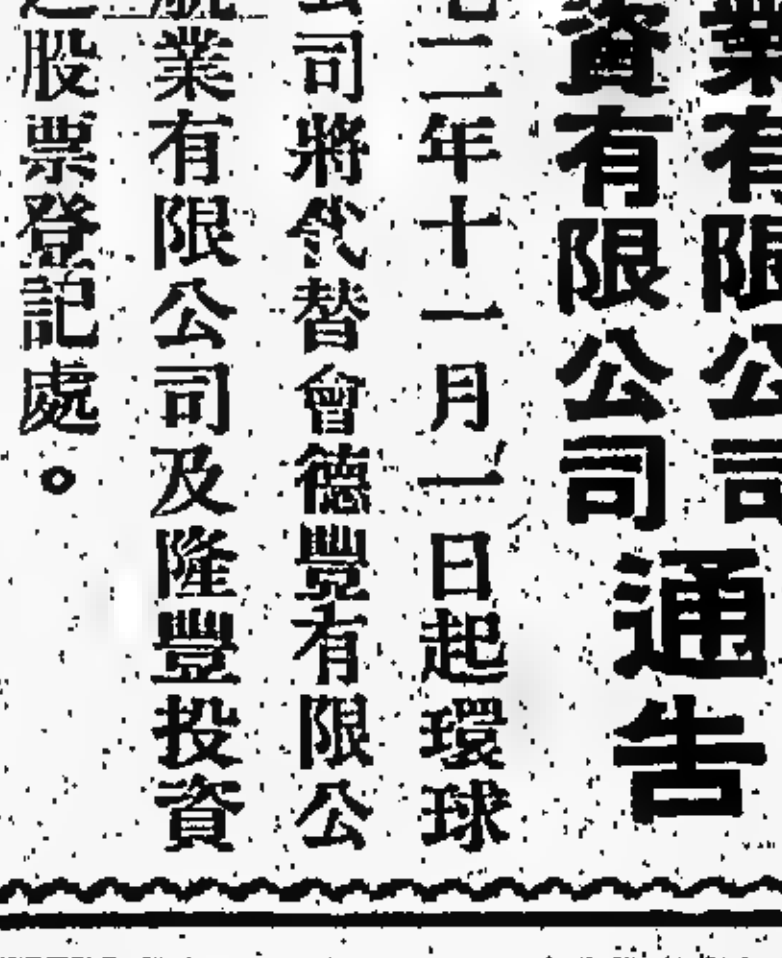 業有限公司
資有限公司
通告
二年十一月一日起環球
司將代替會德豐有限公
業有限公司及隆豐投資
股票登記處。